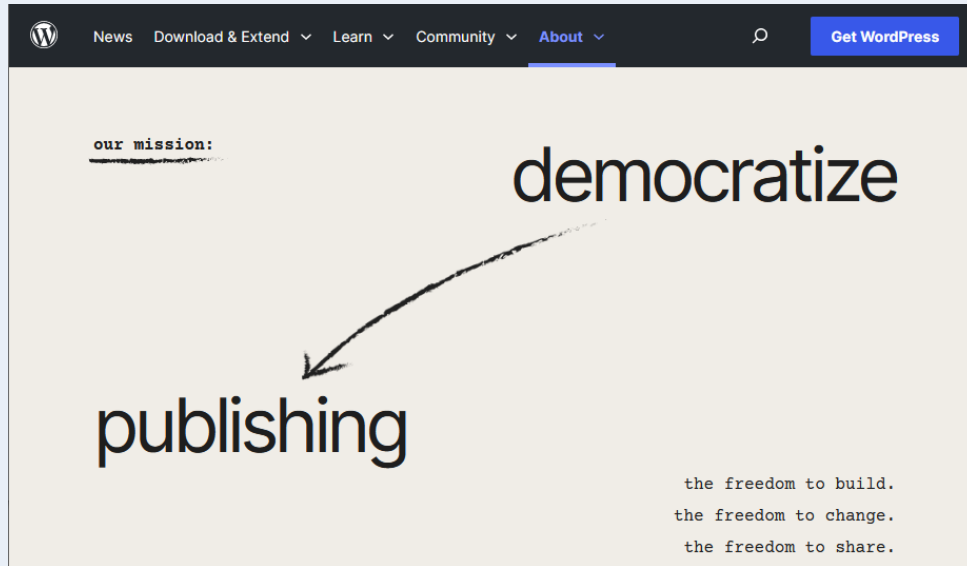 News Download & Extend Learn Community About Get WordPress
our mission:
democratize
publishing
the freedom to build.
the freedom to change.
the freedom to share.